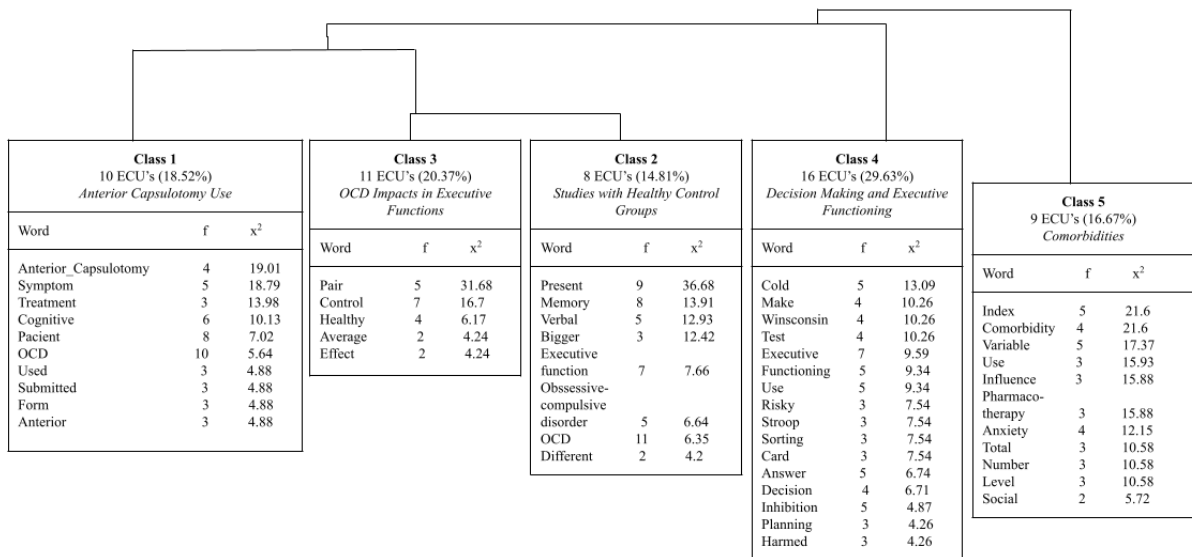 Class 1
10 ECU's (18.52%)
Anterior Capsulotomy Use
Word f x²
Anterior_Capsulotomy 4 19.01
Symptom 5 18.79
Treatment 3 13.98
Cognitive 6 10.13
Pacient 8 7.02
OCD 10 5.64
Used 3 4.88
Submitted 3 4.88
Form 3 4.88
Anterior 3 4.88
Class 3
11 ECU's (20.37%)
OCD Impacts in Executive
Functions
Word f x²
Pair 5 31.68
Control 7 16.7
Healthy 4 6.17
Average 2 4.24
Effect 2 4.24
Class 2
8 ECU's (14.81%)
Studies with Healthy Control
Groups
Word f x²
Present 9 36.68
Memory 8 13.91
Verbal 5 12.93
Bigger 3 12.42
Executive
function 7 7.66
Obssessive-
compulsive
disorder 5 6.64
OCD 11 6.35
Different 2 4.2
Class 4
16 ECU's (29.63%)
Decision Making and Executive
Functioning
Word f x²
Cold 5 13.09
Make 4 10.26
Winsconsin 4 10.26
Test 4 10.26
Executive 7 9.59
Functioning 5 9.34
Use 5 9.34
Risky 3 7.54
Stroop 3 7.54
Sorting 3 7.54
Card 3 7.54
Answer 5 6.74
Decision 4 6.71
Inhibition 5 4.87
Planning 3 4.26
Harmed 3 4.26
Class 5
9 ECU's (16.67%)
Comorbidities
Word f x²
Index 5 21.6
Comorbidity 4 21.6
Variable 5 17.37
Use 3 15.93
Influence 3 15.88
Pharmaco-
therapy 3 15.88
Anxiety 4 12.15
Total 3 10.58
Number 3 10.58
Level 3 10.58
Social 2 5.72